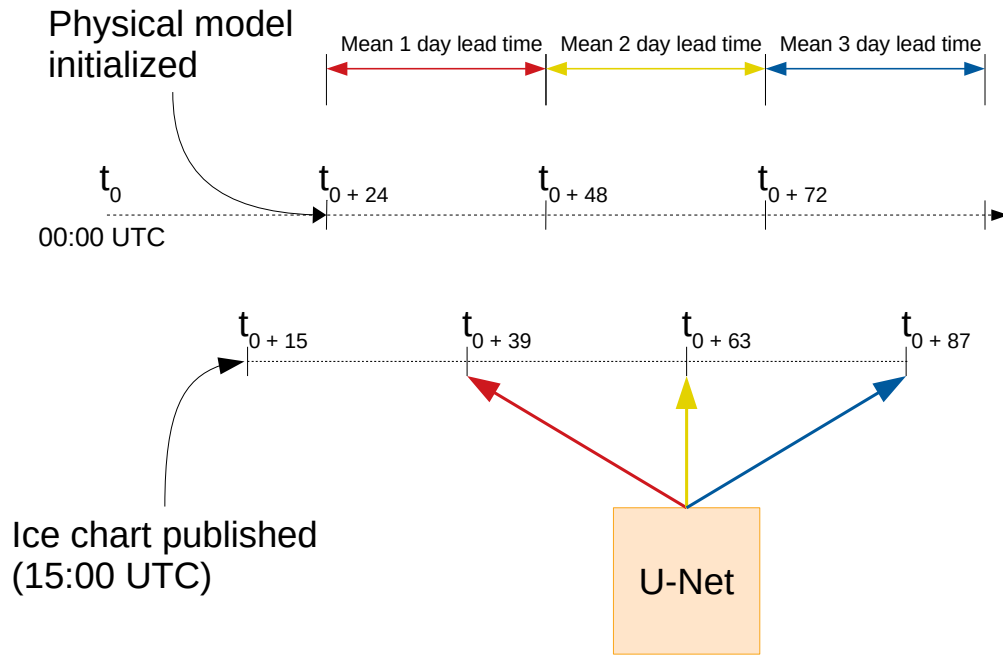 Physical model
initialized
Mean 1 day lead time
Mean 2 day lead time
Mean 3 day lead time
t0
t0 + 24
t0 + 48
t0 + 72
00:00 UTC
t0 + 15
t0 + 39
t0 + 63
t0 + 87
Ice chart published
(15:00 UTC)
U-Net